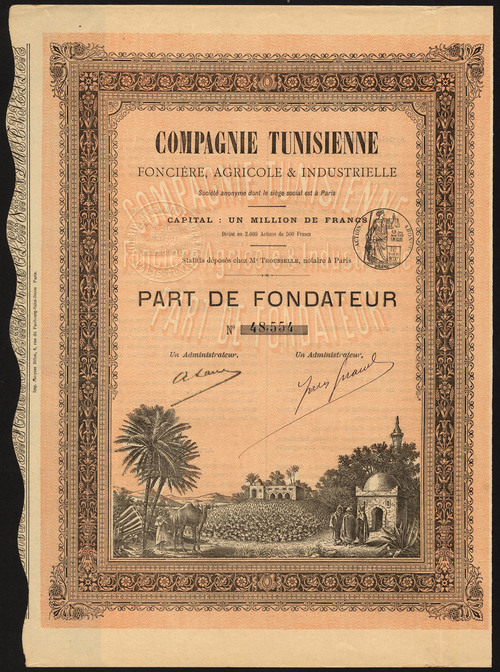 COMPAGNIE TUNISIENNE
FONCIÈRE, AGRICOLE & INDUSTRIELLE
Société anonyme dont le siège social est à Paris
CAPITAL : UN MILLION DE FRANCS
Divisé en 2.000 Actions de 500 Francs
Statuts déposés chez Me TROUSSELLE, notaire à Paris
PART DE FONDATEUR
No 48,554
Un Administrateur,
Un Administrateur,